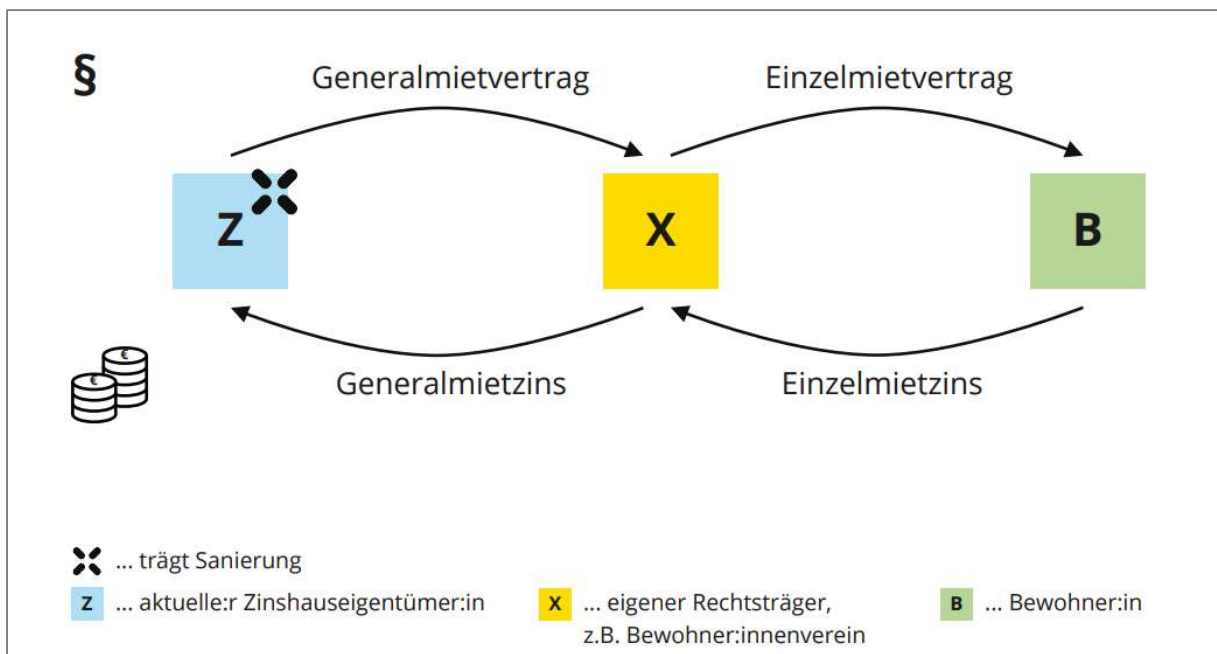 §
Generalmietvertrag
Einzelmietvertrag
Z
X
B
€
€
Generalmietzins
Einzelmietzins
... trägt Sanierung
Z ... aktuelle:r Zinshauseigentümer:in
X ... eigener Rechtsträger,
z.B. Bewohner:innenverein
B ... Bewohner:in